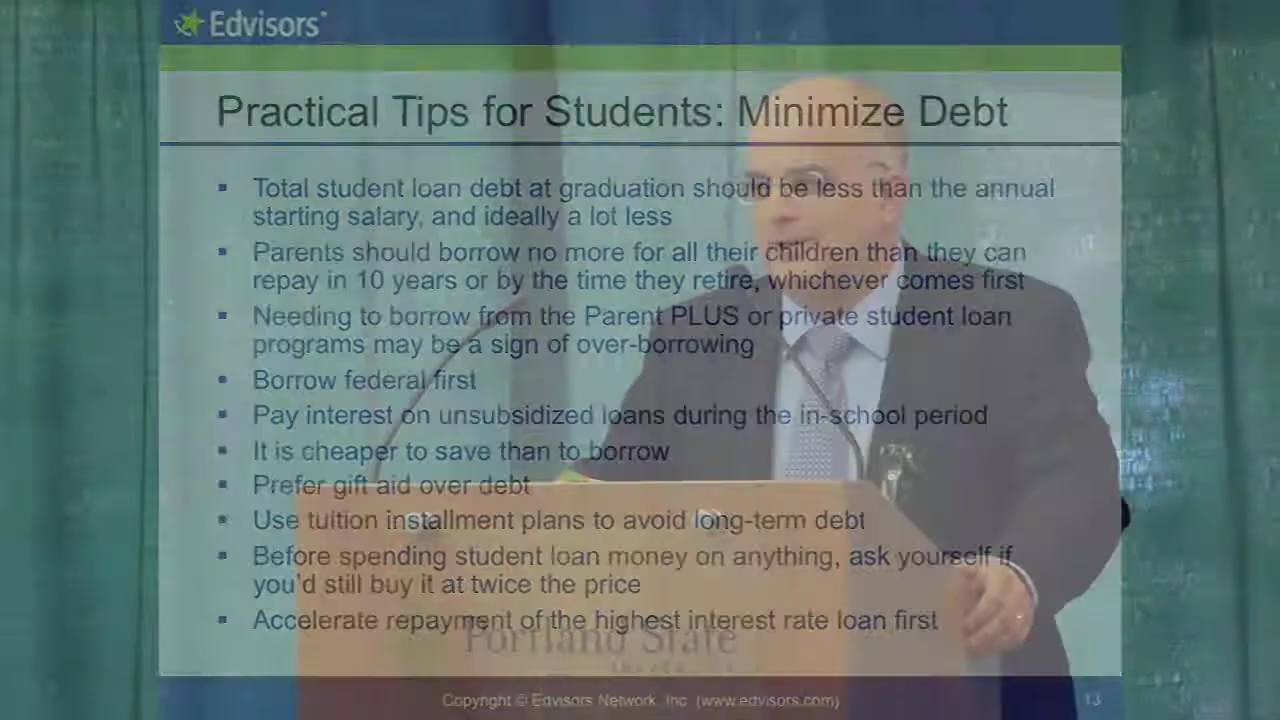 Edvisors
Practical Tips for Students: Minimize Debt
▪ Total student loan debt at graduation should be less than the annual
starting salary, and ideally a lot less
▪ Parents should borrow no more for all their children than they can
repay in 10 years or by the time they retire, whichever comes first
▪ Needing to borrow from the Parent PLUS or private student loan
programs may be a sign of over-borrowing
▪ Borrow federal first
▪ Pay interest on unsubsidized loans during the in-school period
▪ It is cheaper to save than to borrow
▪ Prefer gift aid over debt
▪ Use tuition installment plans to avoid long-term debt
▪ Before spending student loan money on anything, ask yourself if
you'd still buy it at twice the price
▪ Accelerate repayment of the highest interest rate loan first
Portland State
Copyright © Edvisors Network, Inc. (www.edvisors.com)
13